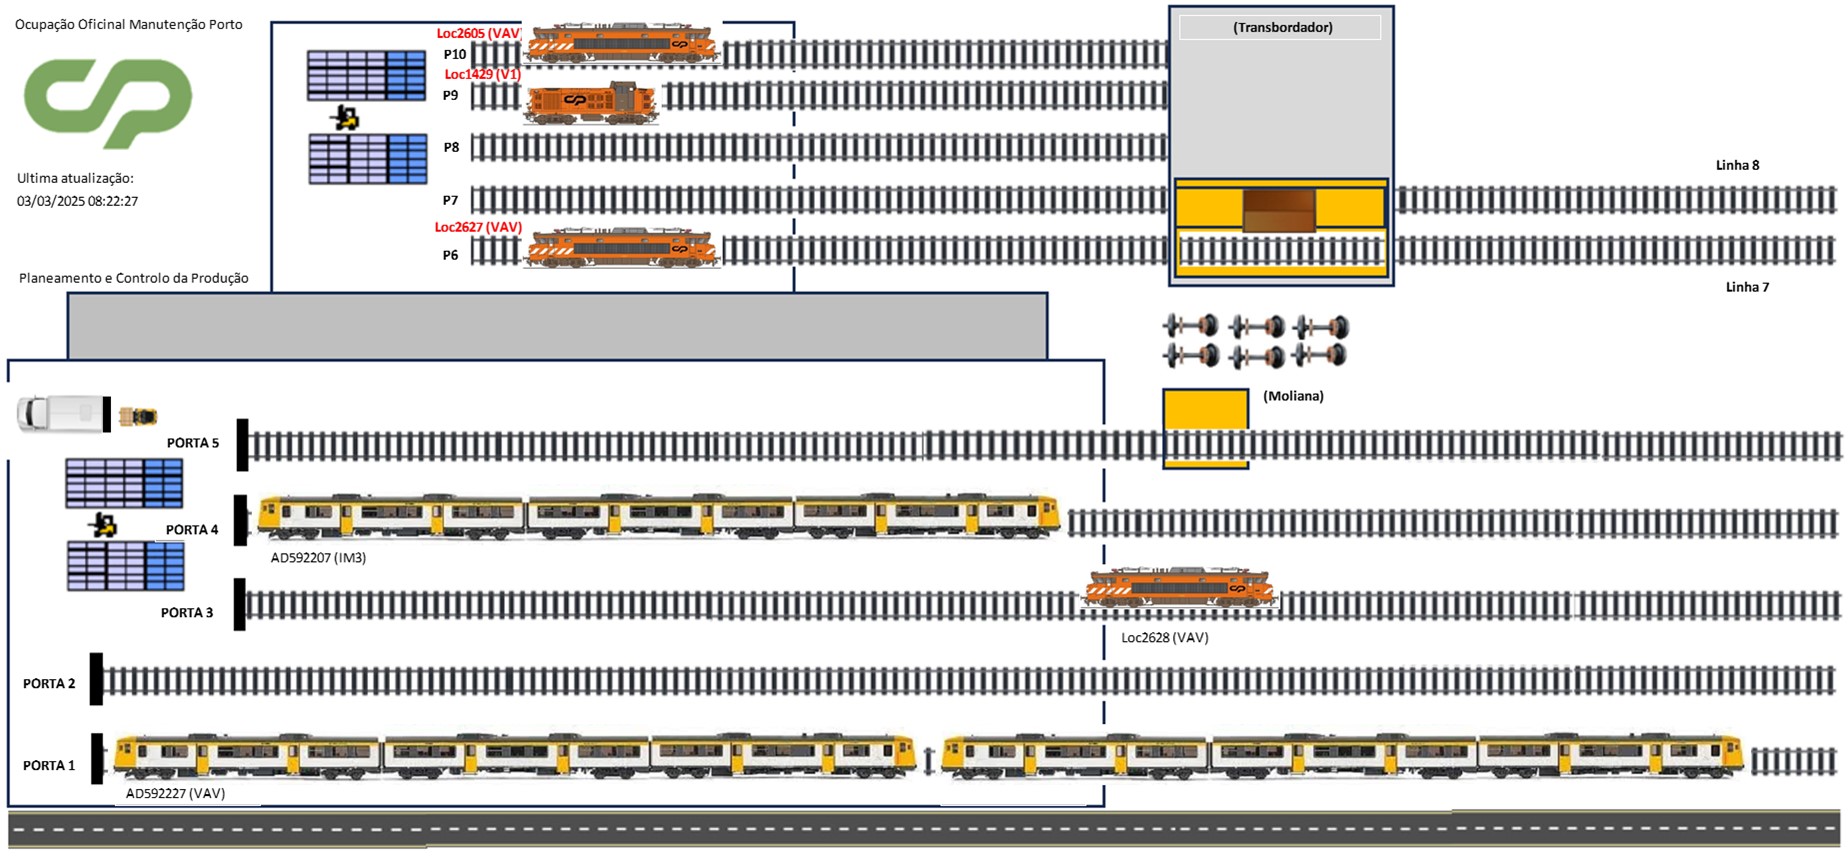 Ocupação Oficinal Manutenção Porto
Ultima atualização:
03/03/2025 08:22:27
Planeamento e Controlo da Produção
Loc2605 (VAV)
P10
Loc1429 (V1)
P9
P8
P7
Loc2627 (VAV)
P6
(Transbordador)
Linha 8
Linha 7
(Moliana)
PORTA 5
PORTA 4
AD592207 (IM3)
PORTA 3
Loc2628 (VAV)
PORTA 2
PORTA 1
AD592227 (VAV)